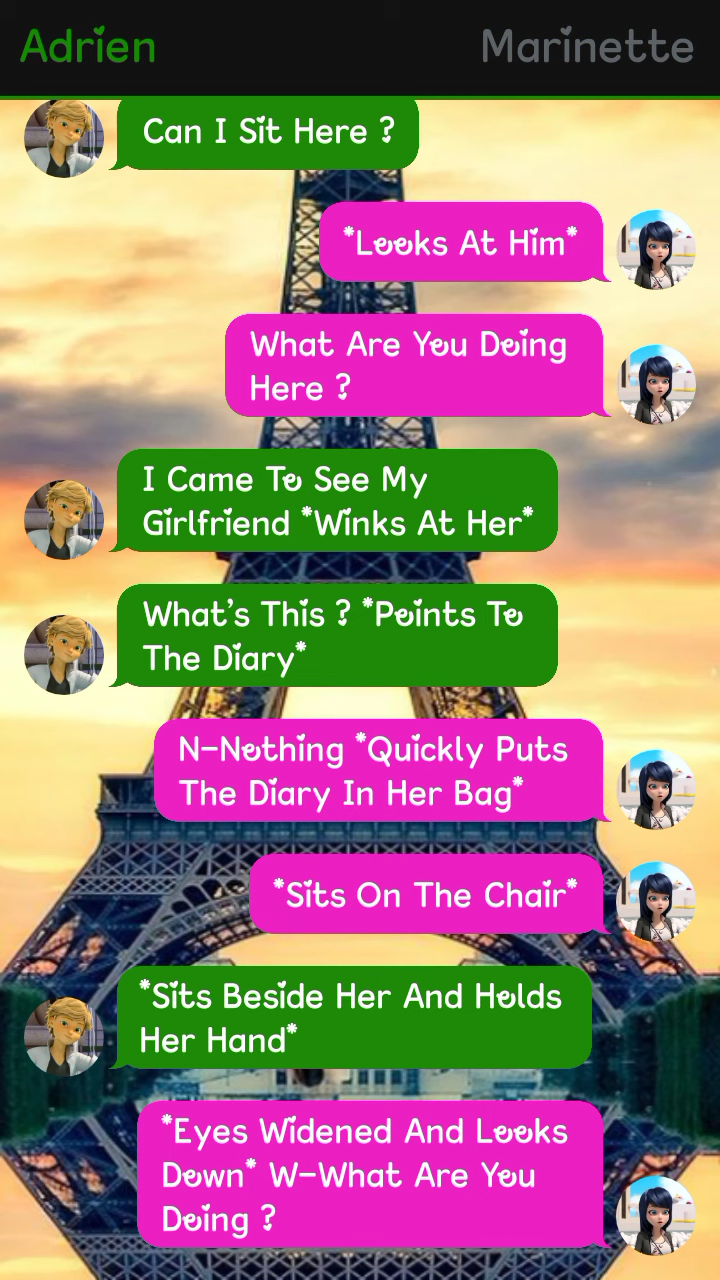 Adrien
Marinette
Can I Sit Here ?
*Looks At Him*
What Are You Doing
Here ?
I Came To See My
Girlfriend *Winks At Her*
What's This ? *Points To
The Diary*
N-Nothing *Quickly Puts
The Diary In Her Bag*
*Sits On The Chair*
*Sits Beside Her And Holds
Her Hand*
*Eyes Widened And Looks
Down* W-What Are You
Doing ?